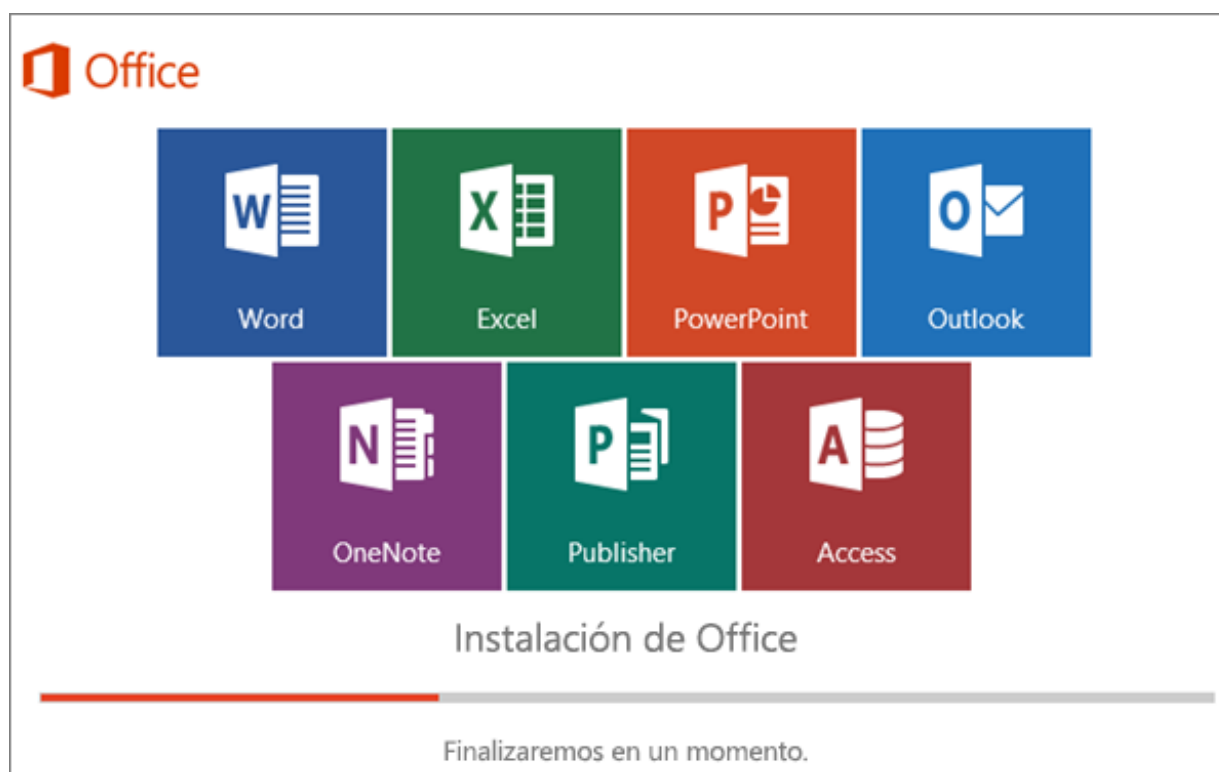 Office
Word Excel PowerPoint Outlook
OneNote Publisher Access
Instalación de Office
Finalizaremos en un momento.